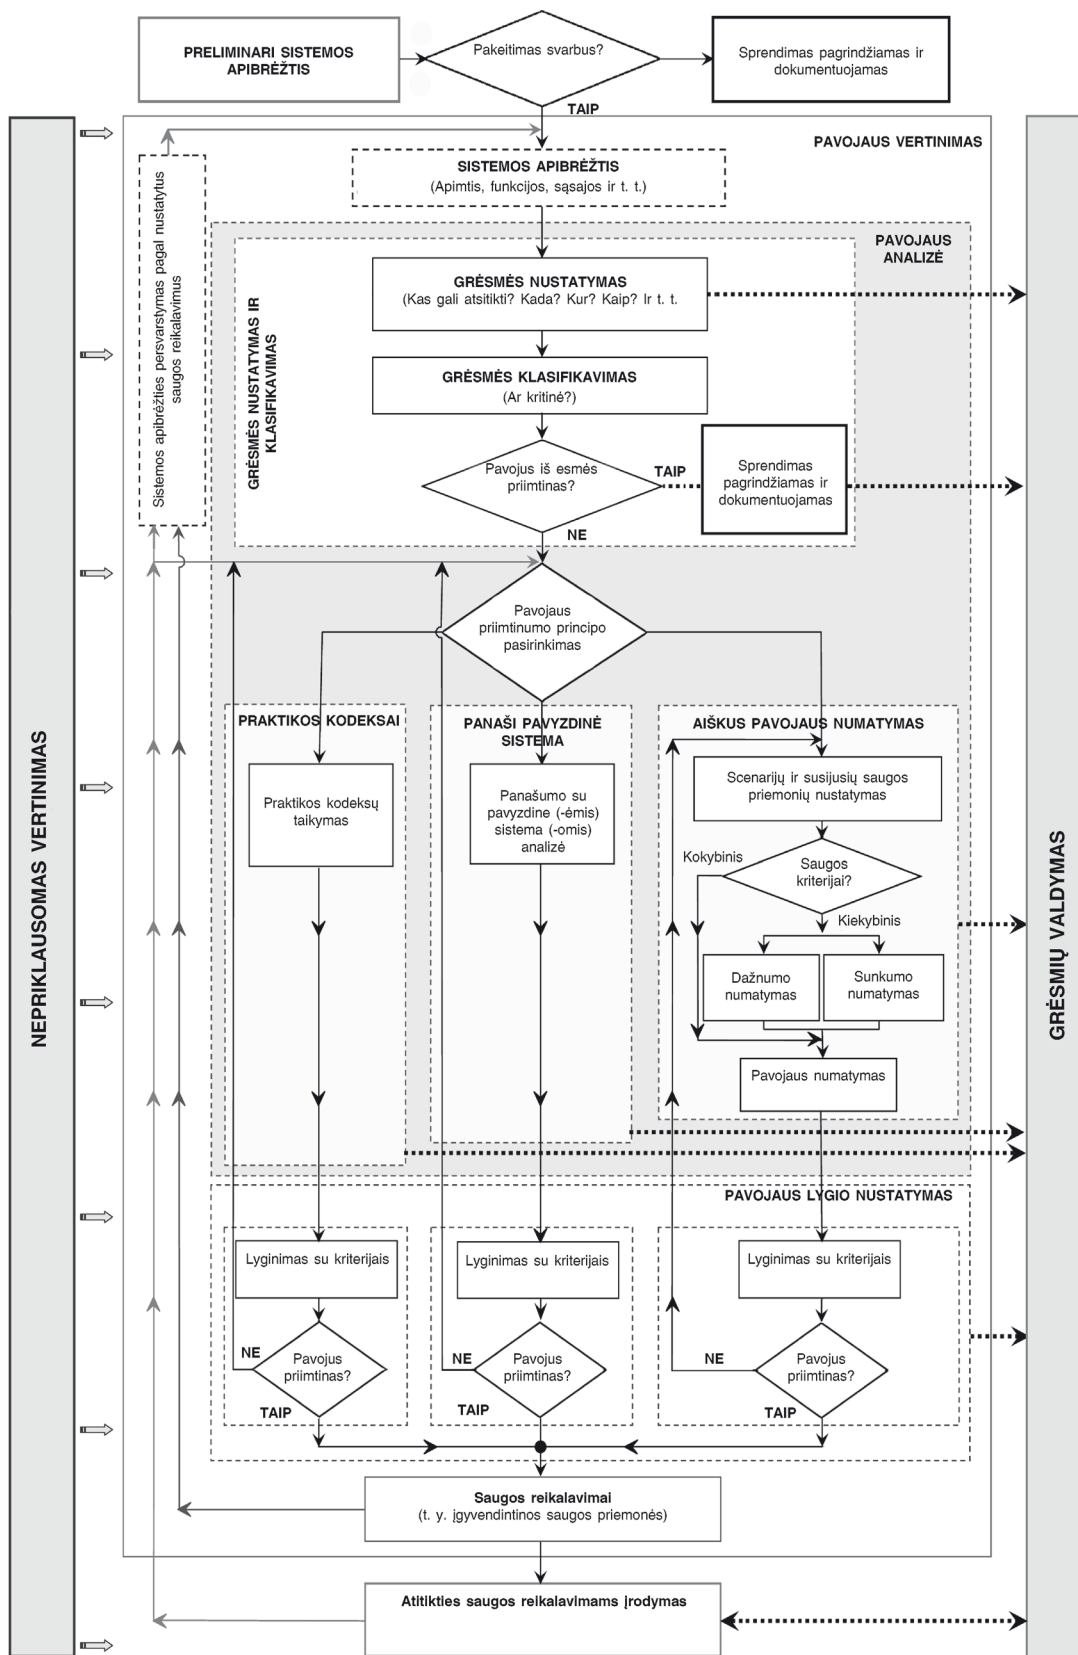 PRELIMINARI SISTEMOS
APIBRĖŽTIS
Pakeitimas svarbus?
Sprendimas pagrindžiamas ir
dokumentuojamas
TAIP
PAVOJAUS VERTINIMAS
SISTEMOS APIBRĖŽTIS
(Apimtis, funkcijos, sąsajos ir t. t.)
Sistemos apibrėžties persvarstymas pagal nustatytus
saugos reikalavimus
PAVOJAUS
ANALIZĖ
GRĖSMĖS NUSTATYMAS IR
KLASIFIKAVIMAS
GRĖSMĖS NUSTATYMAS
(Kas gali atsitikti? Kada? Kur? Kaip? Ir t. t.
GRĖSMĖS KLASIFIKAVIMAS
(Ar kritinė?)
Pavojus iš esmės
priimtinas?
TAIP
Sprendimas
pagrindžiamas ir
dokumentuojamas
NE
Pavojaus
priimtinumo principo
pasirinkimas
NEPRIKLAUSOMAS VERTINIMAS
GRĖSMIŲ VALDYMAS
PRAKTIKOS KODEKSAI
PANAŠI PAVYZDINĖ
SISTEMA
AIŠKUS PAVOJAUS NUMATYMAS
Praktikos kodeksų
taikymas
Panašumo su
pavyzdine (-ėmis)
sistema (-omis)
analizė
Scenarijų ir susijusių saugos
priemonių nustatymas
Kokybinis
Saugos
kriterijai?
Kiekybinis
Dažnumo
numatymas
Sunkumo
numatymas
Pavojaus numatymas
PAVOJAUS LYGIO NUSTATYMAS
Lyginimas su kriterijais
Lyginimas su kriterijais
Lyginimas su kriterijais
NE
Pavojus
priimtinas?
TAIP
NE
Pavojus
priimtinas?
TAIP
NE
Pavojus
priimtinas?
TAIP
Saugos reikalavimai
(t. y. įgyvendintinos saugos priemonės)
Atitikties saugos reikalavimams įrodymas